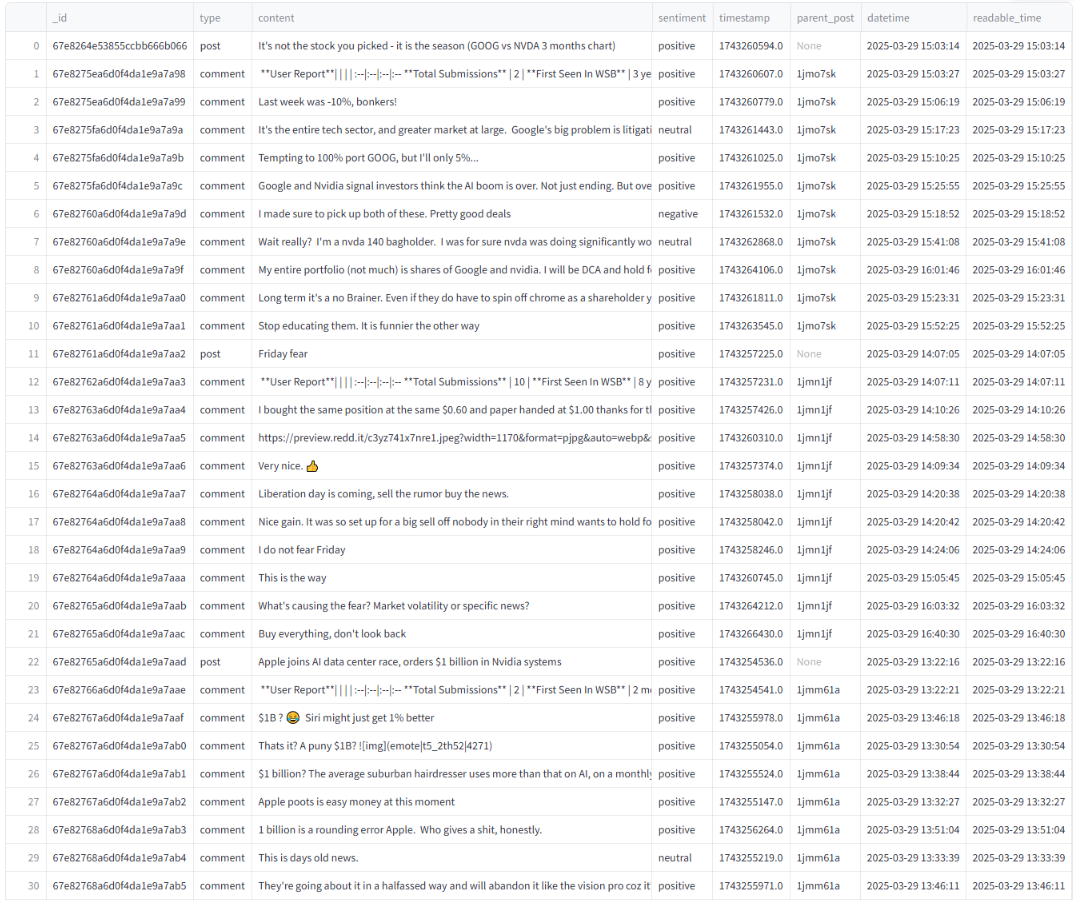 _id type content sentiment timestamp parent_post datetime readable_time
0 67e8264e53855ccbb666b066 post It's not the stock you picked - it is the season (GOOG vs NVDA 3 months chart) positive 1743260594.0 None 2025-03-29 15:03:14 2025-03-29 15:03:14
1 67e8275ea6d0f4da1e9a7a98 comment **User Report**| | | | :--|:--|:--|:-- **Total Submissions** | 2 | **First Seen In WSB** | 3 ye positive 1743260607.0 1jmo7sk 2025-03-29 15:03:27 2025-03-29 15:03:27
2 67e8275ea6d0f4da1e9a7a99 comment Last week was -10%, bonkers! positive 1743260779.0 1jmo7sk 2025-03-29 15:06:19 2025-03-29 15:06:19
3 67e8275fa6d0f4da1e9a7a9a comment It's the entire tech sector, and greater market at large. Google's big problem is litigati neutral 1743261443.0 1jmo7sk 2025-03-29 15:17:23 2025-03-29 15:17:23
4 67e8275fa6d0f4da1e9a7a9b comment Tempting to 100% port GOOG, but I'll only 5%... positive 1743261025.0 1jmo7sk 2025-03-29 15:10:25 2025-03-29 15:10:25
5 67e8275fa6d0f4da1e9a7a9c comment Google and Nvidia signal investors think the AI boom is over. Not just ending. But ove positive 1743261955.0 1jmo7sk 2025-03-29 15:25:55 2025-03-29 15:25:55
6 67e82760a6d0f4da1e9a7a9d comment I made sure to pick up both of these. Pretty good deals negative 1743261532.0 1jmo7sk 2025-03-29 15:18:52 2025-03-29 15:18:52
7 67e82760a6d0f4da1e9a7a9e comment Wait really? I'm a nvda 140 bagholder. I was for sure nvda was doing significantly wo neutral 1743262868.0 1jmo7sk 2025-03-29 15:41:08 2025-03-29 15:41:08
8 67e82760a6d0f4da1e9a7a9f comment My entire portfolio (not much) is shares of Google and nvidia. I will be DCA and hold f positive 1743264106.0 1jmo7sk 2025-03-29 16:01:46 2025-03-29 16:01:46
9 67e82761a6d0f4da1e9a7aa0 comment Long term it's a no Brainer. Even if they do have to spin off chrome as a shareholder y positive 1743261811.0 1jmo7sk 2025-03-29 15:23:31 2025-03-29 15:23:31
10 67e82761a6d0f4da1e9a7aa1 comment Stop educating them. It is funnier the other way positive 1743263545.0 1jmo7sk 2025-03-29 15:52:25 2025-03-29 15:52:25
11 67e82761a6d0f4da1e9a7aa2 post Friday fear positive 1743257225.0 None 2025-03-29 14:07:05 2025-03-29 14:07:05
12 67e82762a6d0f4da1e9a7aa3 comment **User Report**| | | | :--|:--|:--|:-- **Total Submissions** | 10 | **First Seen In WSB** | 8 y positive 1743257231.0 1jmn1jf 2025-03-29 14:07:11 2025-03-29 14:07:11
13 67e82762a6d0f4da1e9a7aa4 comment I bought the same position at the same $0.60 and paper handed at $1.00 thanks for tl positive 1743257426.0 1jmn1jf 2025-03-29 14:10:26 2025-03-29 14:10:26
14 67e82763a6d0f4da1e9a7aa5 comment https://preview.redd.it/c3yz741x7nre1.jpeg?width=1170&format=pjpg&auto=webp& positive 1743260310.0 1jmn1jf 2025-03-29 14:58:30 2025-03-29 14:58:30
15 67e82763a6d0f4da1e9a7aa6 comment Very nice. 👍 positive 1743257374.0 1jmn1jf 2025-03-29 14:09:34 2025-03-29 14:09:34
16 67e82764a6d0f4da1e9a7aa7 comment Liberation day is coming, sell the rumor buy the news. positive 1743258038.0 1jmn1jf 2025-03-29 14:20:38 2025-03-29 14:20:38
17 67e82764a6d0f4da1e9a7aa8 comment Nice gain. It was so set up for a big sell off nobody in their right mind wants to hold fo positive 1743258042.0 1jmn1jf 2025-03-29 14:20:42 2025-03-29 14:20:42
18 67e82764a6d0f4da1e9a7aa9 comment I do not fear Friday positive 1743258246.0 1jmn1jf 2025-03-29 14:24:06 2025-03-29 14:24:06
19 67e82764a6d0f4da1e9a7aaa comment This is the way positive 1743260745.0 1jmn1jf 2025-03-29 15:05:45 2025-03-29 15:05:45
20 67e82765a6d0f4da1e9a7aab comment What's causing the fear? Market volatility or specific news? positive 1743264212.0 1jmn1jf 2025-03-29 16:03:32 2025-03-29 16:03:32
21 67e82765a6d0f4da1e9a7aac comment Buy everything, don't look back positive 1743266430.0 1jmn1jf 2025-03-29 16:40:30 2025-03-29 16:40:30
22 67e82765a6d0f4da1e9a7aad post Apple joins AI data center race, orders $1 billion in Nvidia systems positive 1743254536.0 None 2025-03-29 13:22:16 2025-03-29 13:22:16
23 67e82766a6d0f4da1e9a7aae comment **User Report**| | | | :--|:--|:--|:-- **Total Submissions** | 2 | **First Seen In WSB** | 2 m positive 1743254541.0 1jmm61a 2025-03-29 13:22:21 2025-03-29 13:22:21
24 67e82767a6d0f4da1e9a7aaf comment $1B ? 😂 Siri might just get 1% better positive 1743255978.0 1jmm61a 2025-03-29 13:46:18 2025-03-29 13:46:18
25 67e82767a6d0f4da1e9a7ab0 comment Thats it? A puny $1B? ![img](emote|t5_2th52|4271) positive 1743255054.0 1jmm61a 2025-03-29 13:30:54 2025-03-29 13:30:54
26 67e82767a6d0f4da1e9a7ab1 comment $1 billion? The average suburban hairdresser uses more than that on AI, on a monthly positive 1743255524.0 1jmm61a 2025-03-29 13:38:44 2025-03-29 13:38:44
27 67e82767a6d0f4da1e9a7ab2 comment Apple poots is easy money at this moment positive 1743255147.0 1jmm61a 2025-03-29 13:32:27 2025-03-29 13:32:27
28 67e82768a6d0f4da1e9a7ab3 comment 1 billion is a rounding error Apple. Who gives a shit, honestly. positive 1743256264.0 1jmm61a 2025-03-29 13:51:04 2025-03-29 13:51:04
29 67e82768a6d0f4da1e9a7ab4 comment This is days old news. neutral 1743255219.0 1jmm61a 2025-03-29 13:33:39 2025-03-29 13:33:39
30 67e82768a6d0f4da1e9a7ab5 comment They're going about it in a halfassed way and will abandon it like the vision pro coz it positive 1743255971.0 1jmm61a 2025-03-29 13:46:11 2025-03-29 13:46:11